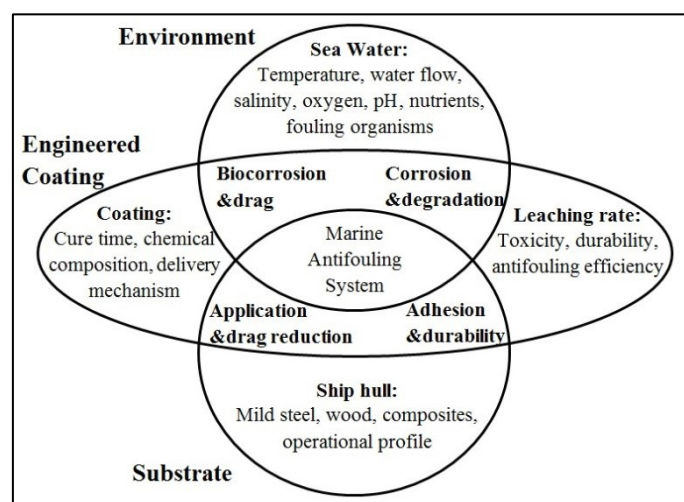 Environment
Sea Water:
Temperature, water flow,
salinity, oxygen, pH, nutrients,
fouling organisms
Engineered
Coating
Biocorrosion
&drag
Corrosion
&degradation
Coating:
Cure time, chemical
composition, delivery
mechanism
Marine
Antifouling
System
Leaching rate:
Toxicity, durability,
antifouling efficiency
Application
&drag reduction
Adhesion
&durability
Ship hull:
Mild steel, wood, composites,
operational profile
Substrate